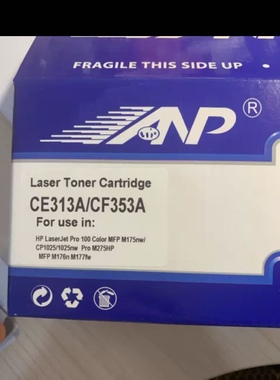 FRAGILE THIS SIDE UP
ANP ®
Laser Toner Cartridge
CE313A/CF353A
For use in:
HP LaserJet Pro 100 Color MFP M175nw/
CP1025/1025nw Pro M275HP
MFP M176n M177fw